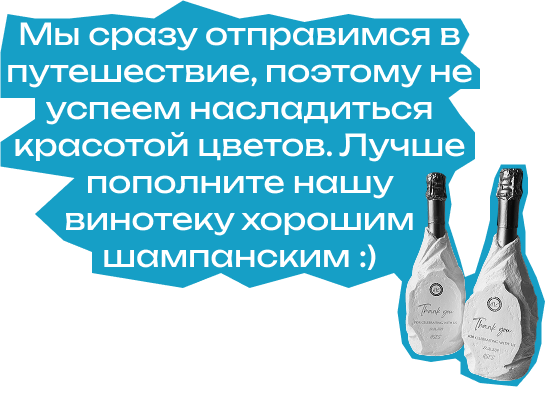 Мы сразу отправимся в
путешествие, поэтому не
успеем насладиться
красотой цветов. Лучше
пополните нашу
винотеку хорошим
шампанским :)
Thank you
Thank you